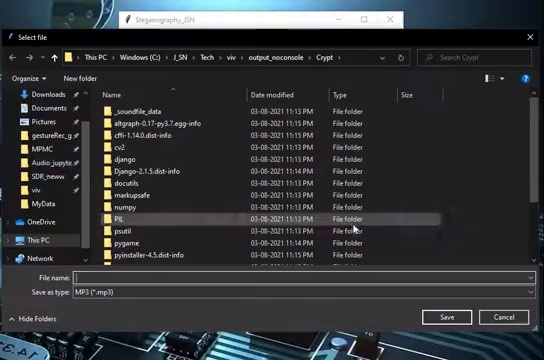 Steganography_JSN
Select file
This PC > Windows (C:) > J_SN > Tech > viv > output_noconsole > Crypt >
Search Crypt
Organize
New folder
Name
Date modified
Type
Size
Downloads
Documents
Pictures
gestureRec_g
MPMC
Audio_jupyte
SDR_neww
viv
MyData
OneDrive
This PC
Network
_soundfile_data 03-08-2021 11:13 PM File folder
altgraph-0.17-py3.7.egg-info 03-08-2021 11:13 PM File folder
cffi-1.14.0.dist-info 03-08-2021 11:14 PM File folder
cv2 03-08-2021 11:13 PM File folder
django 03-08-2021 11:13 PM File folder
Django-2.1.5.dist-info 03-08-2021 11:14 PM File folder
docutils 03-08-2021 11:13 PM File folder
markupsafe 03-08-2021 11:13 PM File folder
numpy 03-08-2021 11:13 PM File folder
PIL 03-08-2021 11:13 PM File folder
psutil 03-08-2021 11:13 PM File folder
pygame 03-08-2021 11:14 PM File folder
pyinstaller-4.5.dist-info 03-08-2021 11:13 PM File folder
File name:
Save as type: MP3 (*.mp3)
Hide Folders
Save
Cancel